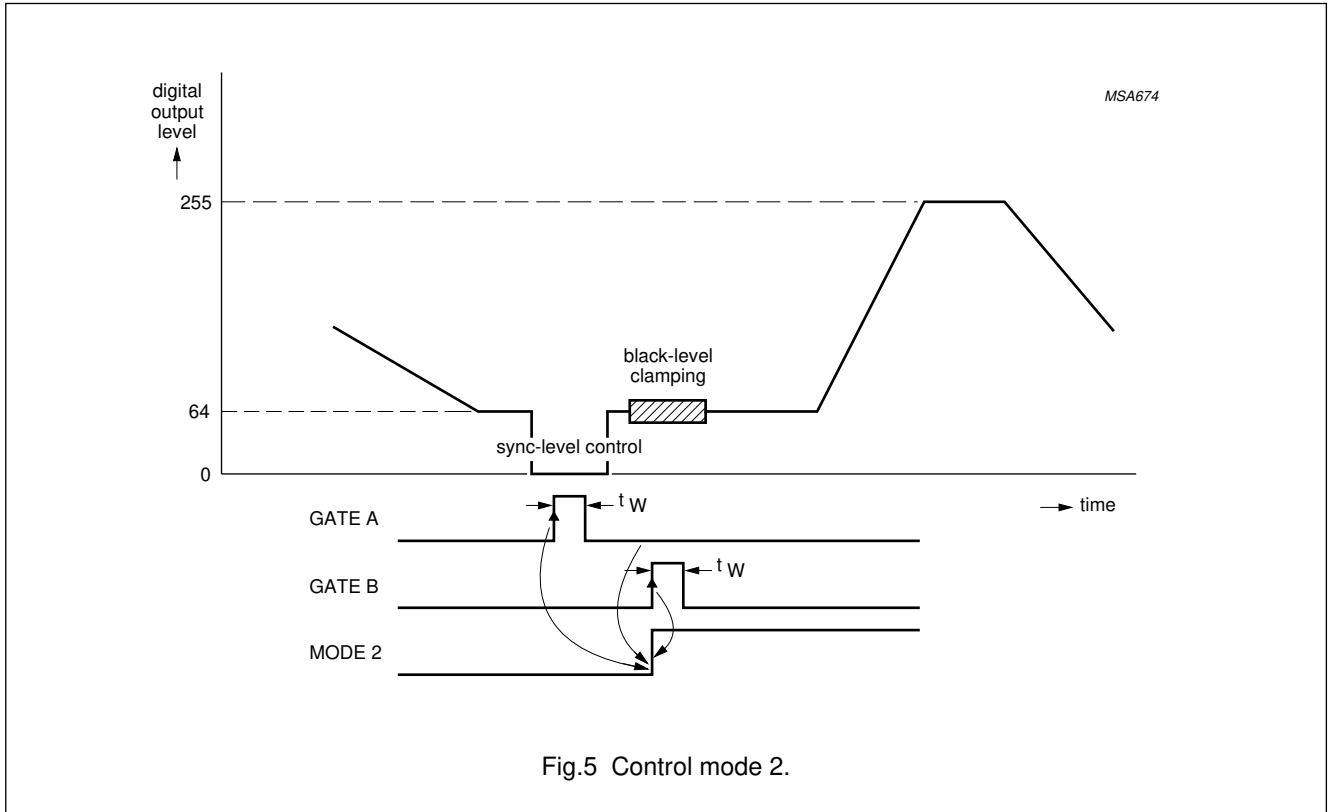 MSA674
digital
output
level
255
black-level
clamping
64
sync-level control
0
time
GATE A
t W
GATE B
t W
MODE 2
Fig.5 Control mode 2.